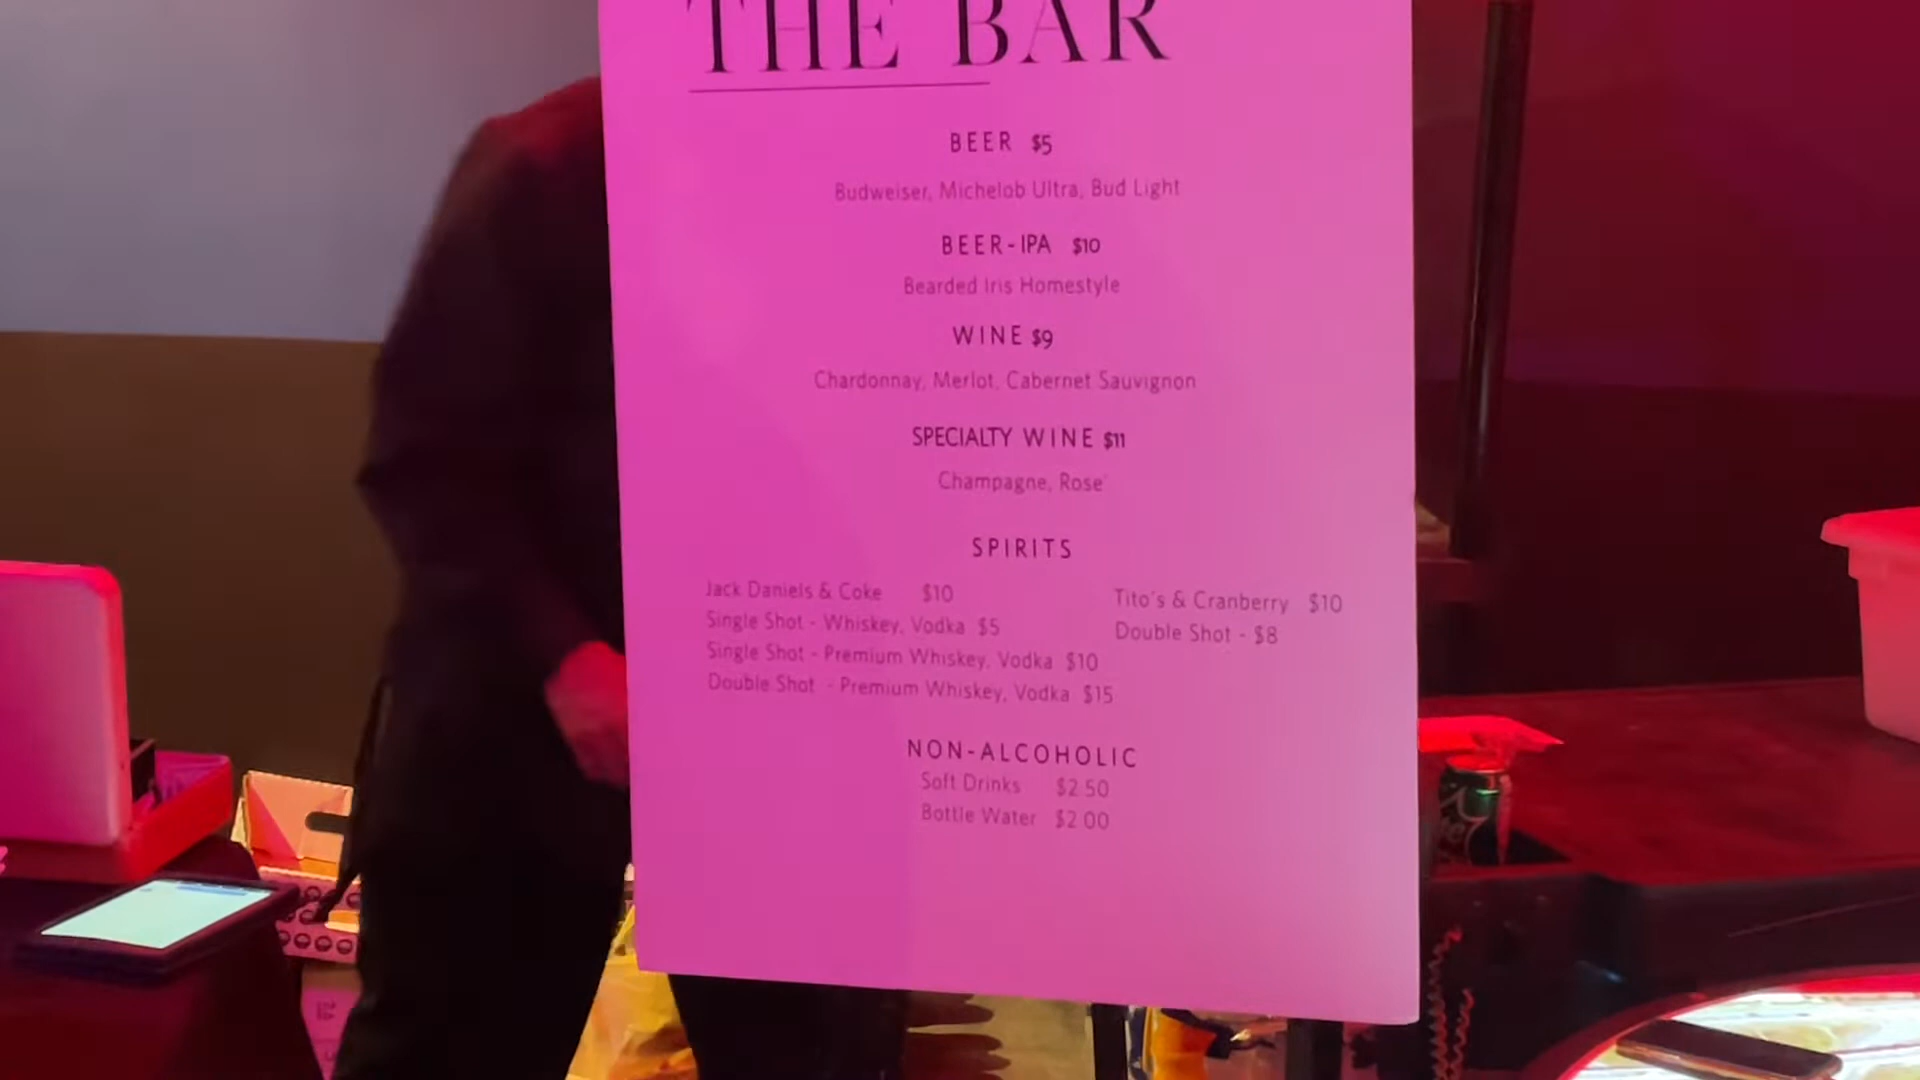 THE BAR
BEER $5
Budweiser, Michelob Ultra, Bud Light
BEER-IPA $10
Bearded Iris Homestyle
WINE $9
Chardonnay, Merlot, Cabernet Sauvignon
SPECIALTY WINE $11
Champagne, Rose'
SPIRITS
Jack Daniels & Coke $10
Single Shot - Whiskey, Vodka $5
Single Shot - Premium Whiskey, Vodka $10
Double Shot - Premium Whiskey, Vodka $15
Tito's & Cranberry $10
Double Shot - $8
NON-ALCOHOLIC
Soft Drinks $2.50
Bottle Water $2.00